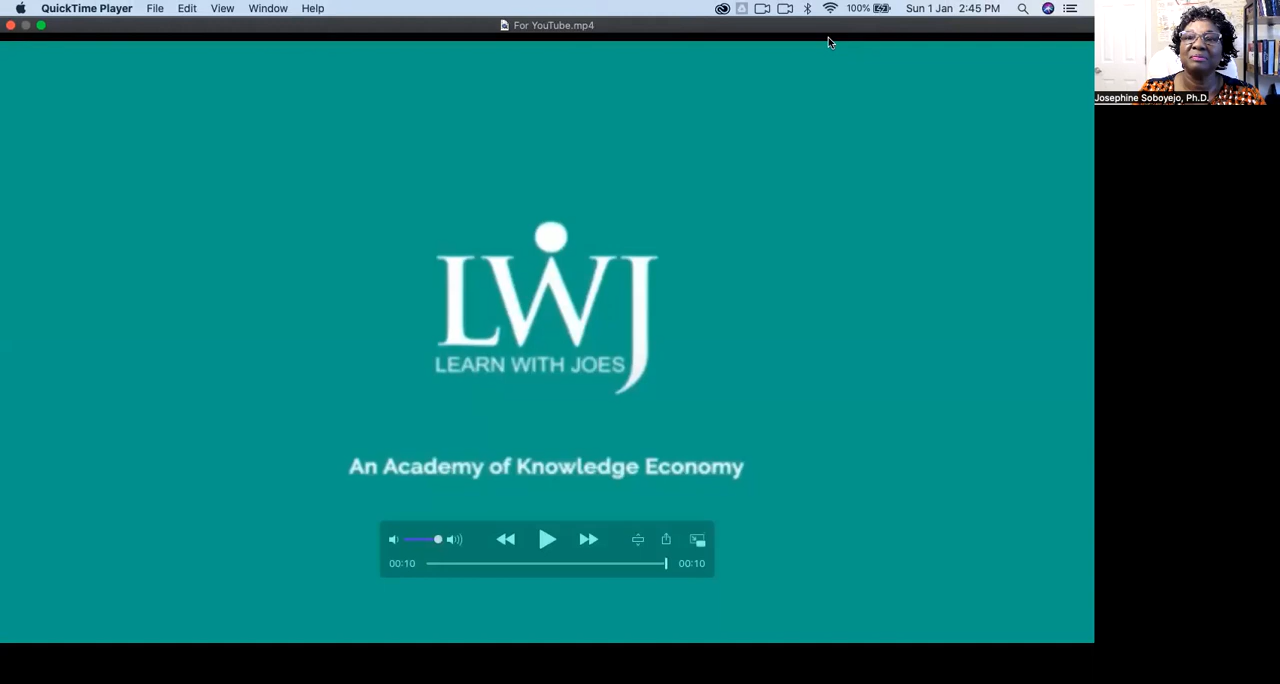 QuickTime Player File Edit View Window Help 100% Sun 1 Jan 2:45 PM
For YouTube.mp4
Josephine Soboyejo, Ph.D.
LWJ
LEARN WITH JOES
An Academy of Knowledge Economy
00:10 00:10